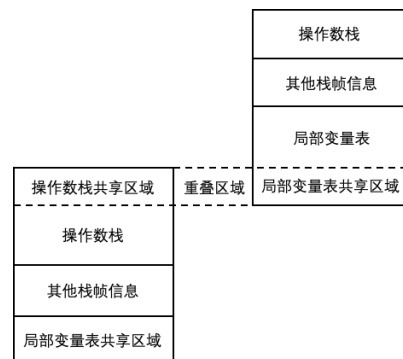 操作数栈
其他栈帧信息
局部变量表
操作数栈共享区域
重叠区域
局部变量表共享区域
操作数栈
其他栈帧信息
局部变量表共享区域